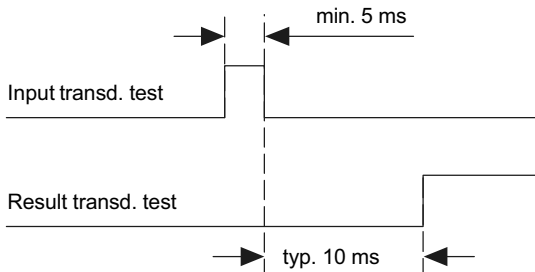 min. 5 ms
Input transd. test
Result transd. test
typ. 10 ms